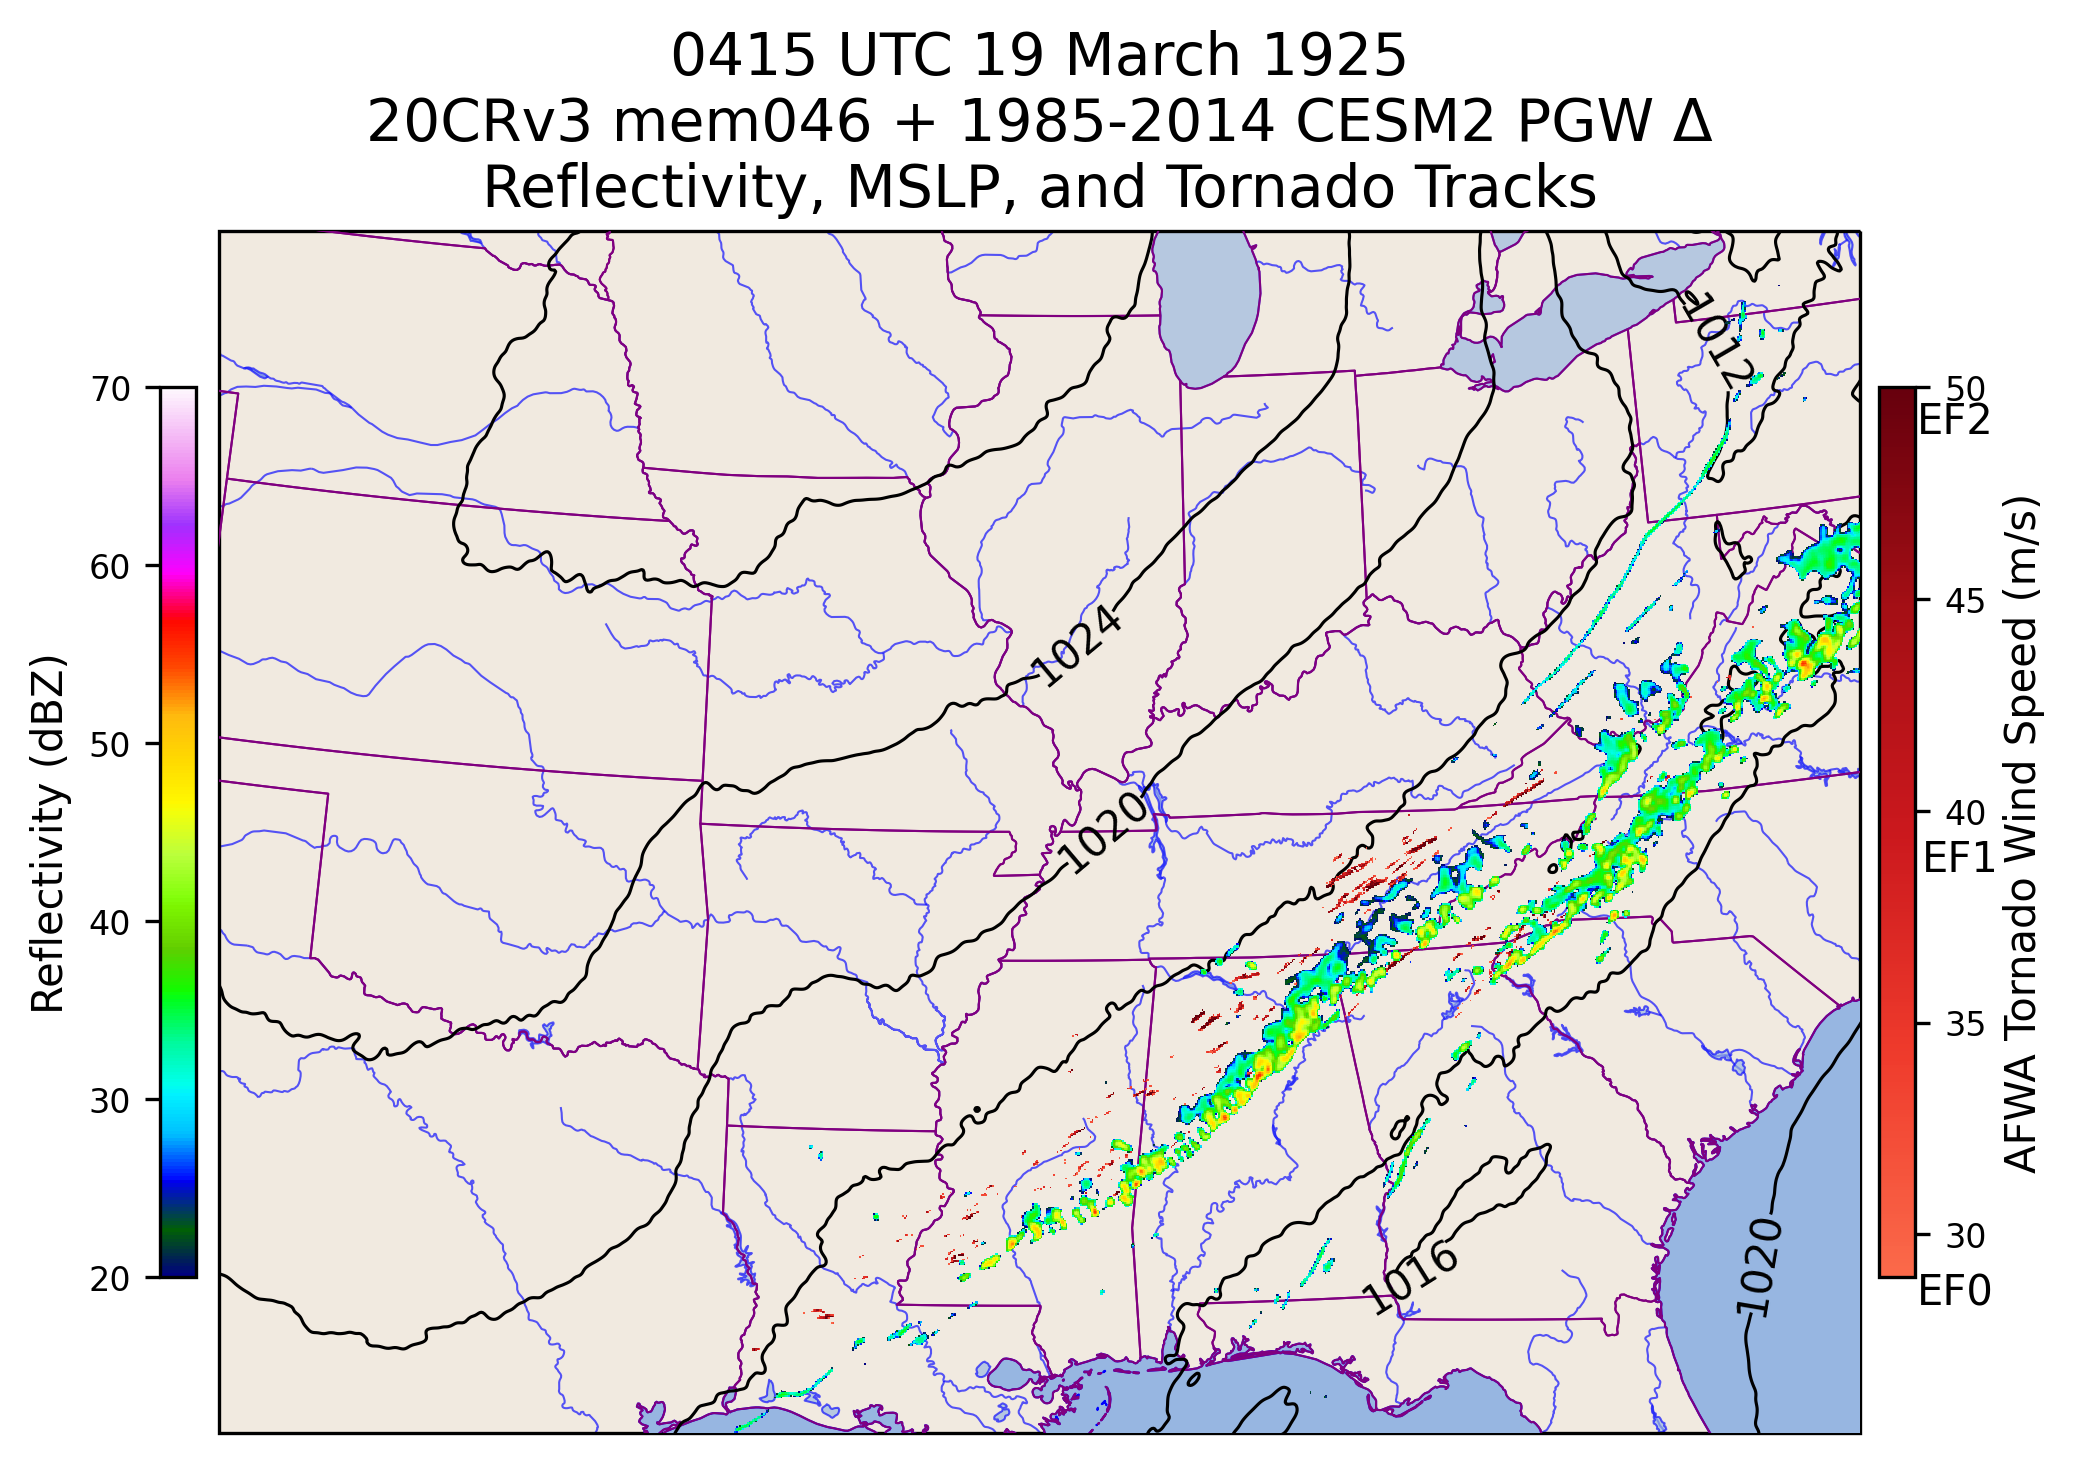 0415 UTC 19 March 1925
20CRv3 mem046 + 1985-2014 CESM2 PGW Δ
Reflectivity, MSLP, and Tornado Tracks
Reflectivity (dBZ)
70
60
50
40
30
20
1012
1024
1020
1016
1020
50
EF2
45
40
EF1
35
30
EF0
AFWA Tornado Wind Speed (m/s)